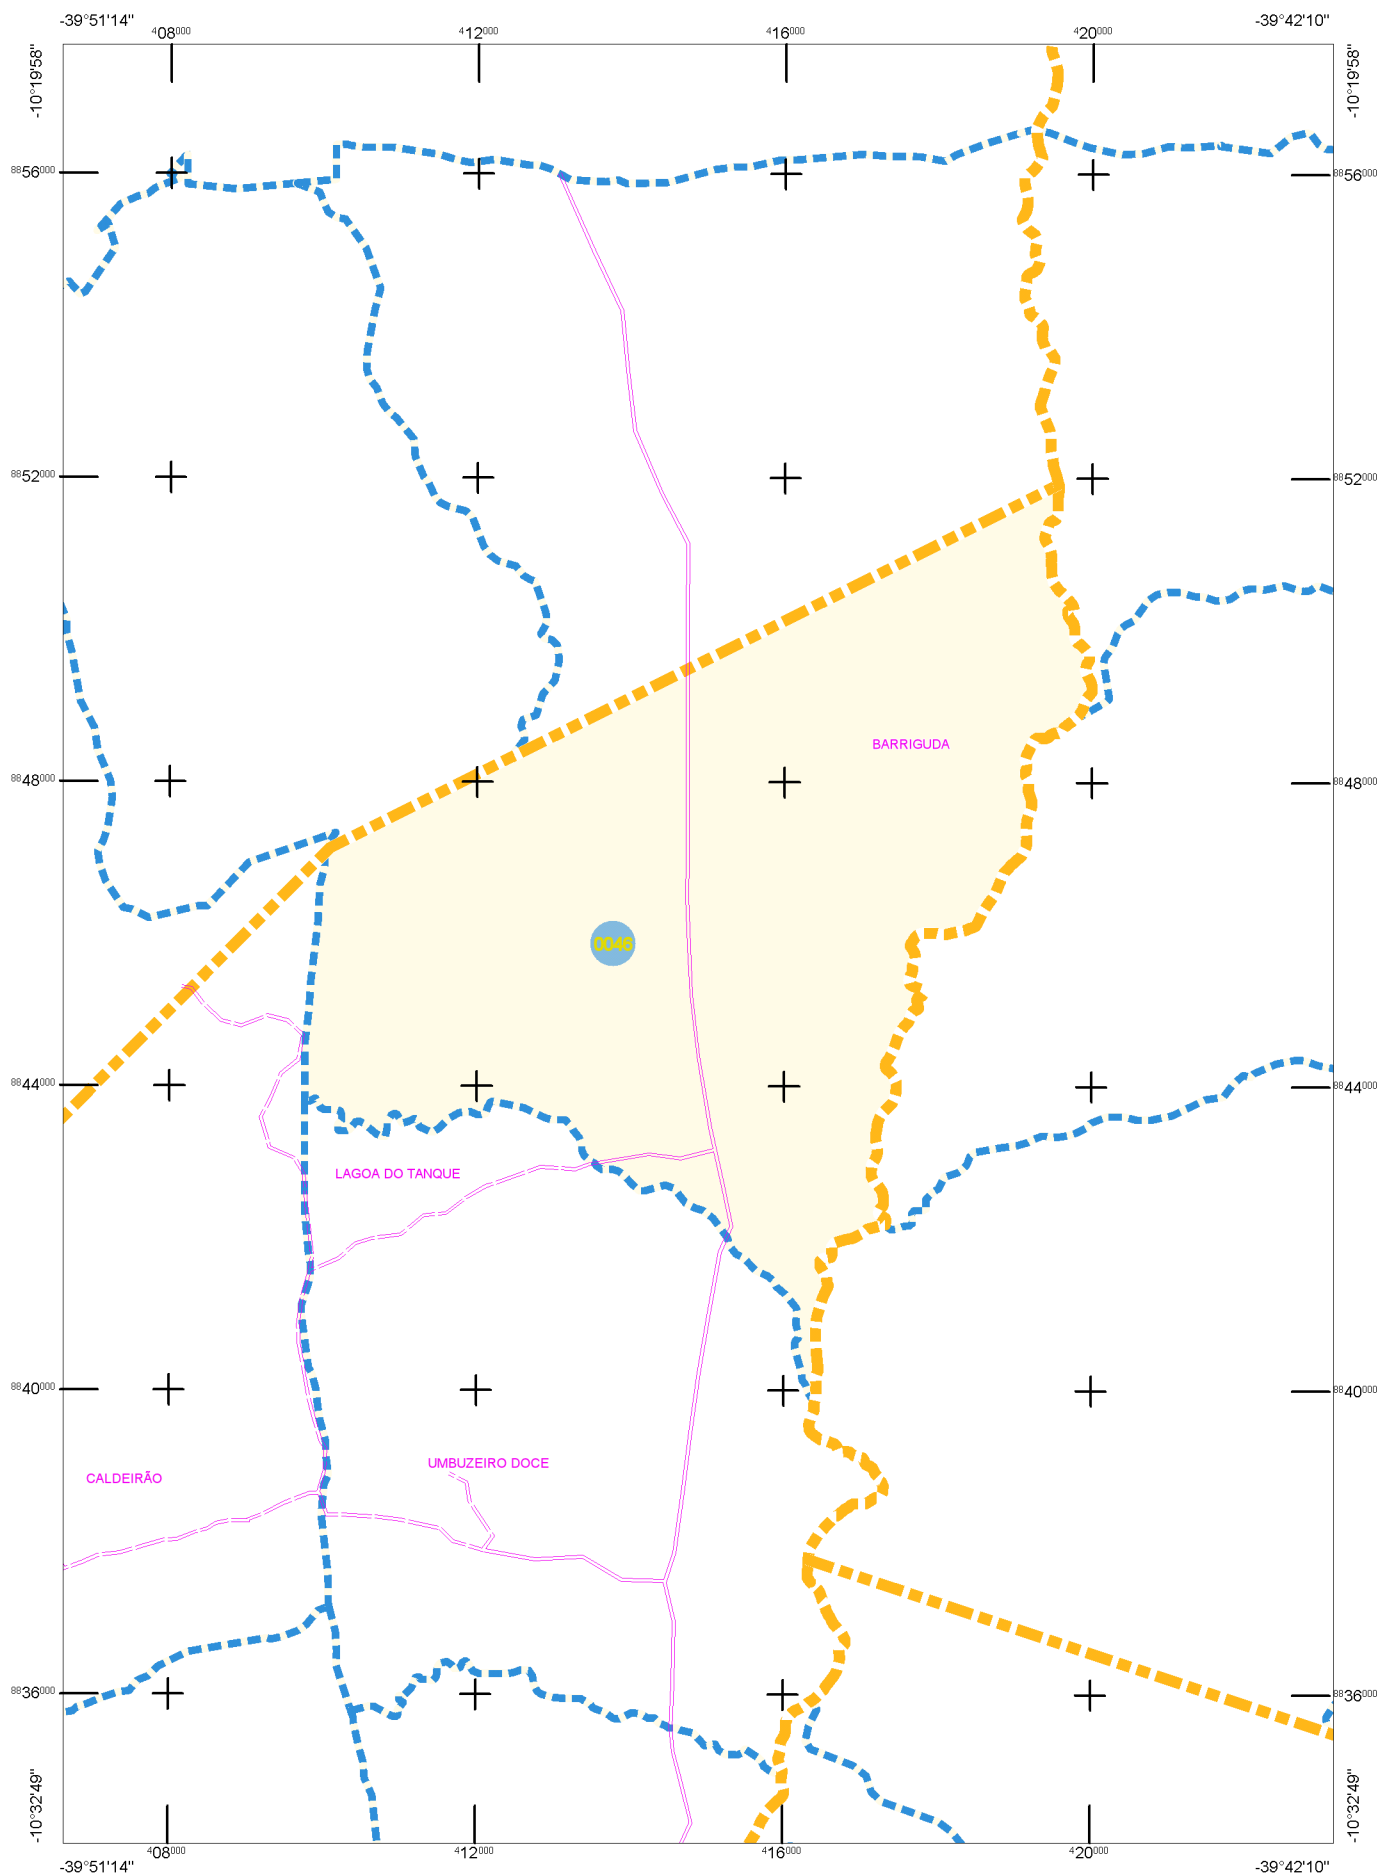 -39°51'14" -39°42'10"
408000 412000 416000 420000
-10°19'58" -10°19'58"
8856000 8856000
8852000 8852000
BARRIGUDA
8848000 8848000
0046
8844000 8844000
LAGOA DO TANQUE
8840000 8840000
UMBUZEIRO DOCE
CALDEIRÃO
8836000 8836000
-10°32'49" -10°32'49"
408000 412000 416000 420000
-39°51'14" -39°42'10"